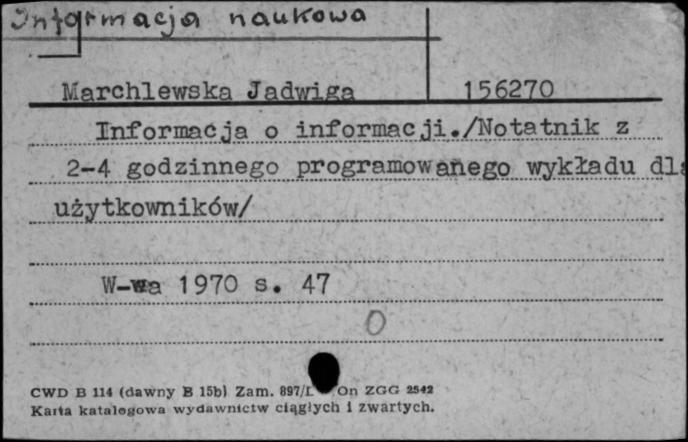 Informacja naukowa
Marchlewska Jadwiga 156270
Informacja o informacji./Notatnik z
2-4 godzinnego programowanego wykładu dla
użytkowników/
W-wa 1970 s. 47
0
CWD B 114 (dawny B 15b) Zam. 897/L On ZGG 2542
Karta katalogowa wydawnictw ciągłych i zwartych.